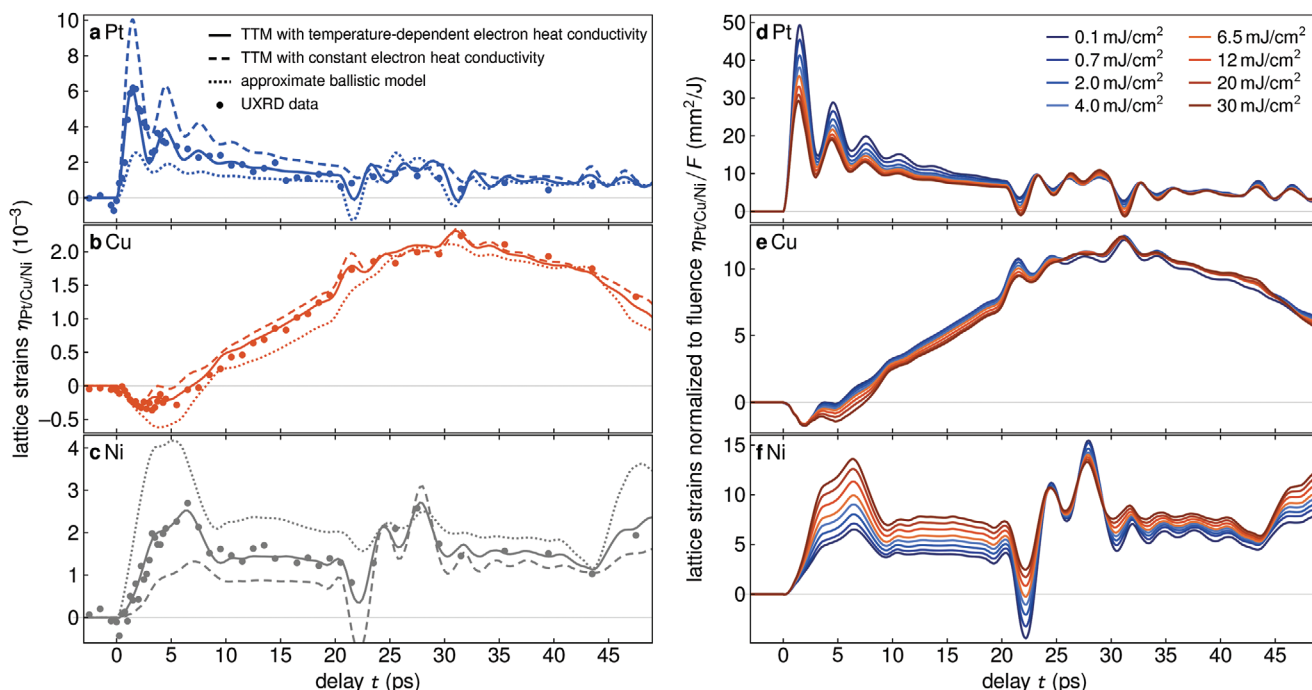 a Pt
TTM with temperature-dependent electron heat conductivity
TTM with constant electron heat conductivity
approximate ballistic model
UXRD data
10
8
6
4
2
0
b Cu
2.0
1.5
1.0
0.5
0
−0.5
c Ni
4
3
2
1
0
lattice strains ηPt/Cu/Ni (10⁻³)
0 5 10 15 20 25 30 35 40 45
delay t (ps)
d Pt
0.1 mJ/cm² 6.5 mJ/cm²
0.7 mJ/cm² 12 mJ/cm²
2.0 mJ/cm² 20 mJ/cm²
4.0 mJ/cm² 30 mJ/cm²
50
40
30
20
10
0
e Cu
10
5
0
f Ni
15
10
5
0
lattice strains normalized to fluence ηPt/Cu/Ni / F (mm²/J)
0 5 10 15 20 25 30 35 40 45
delay t (ps)